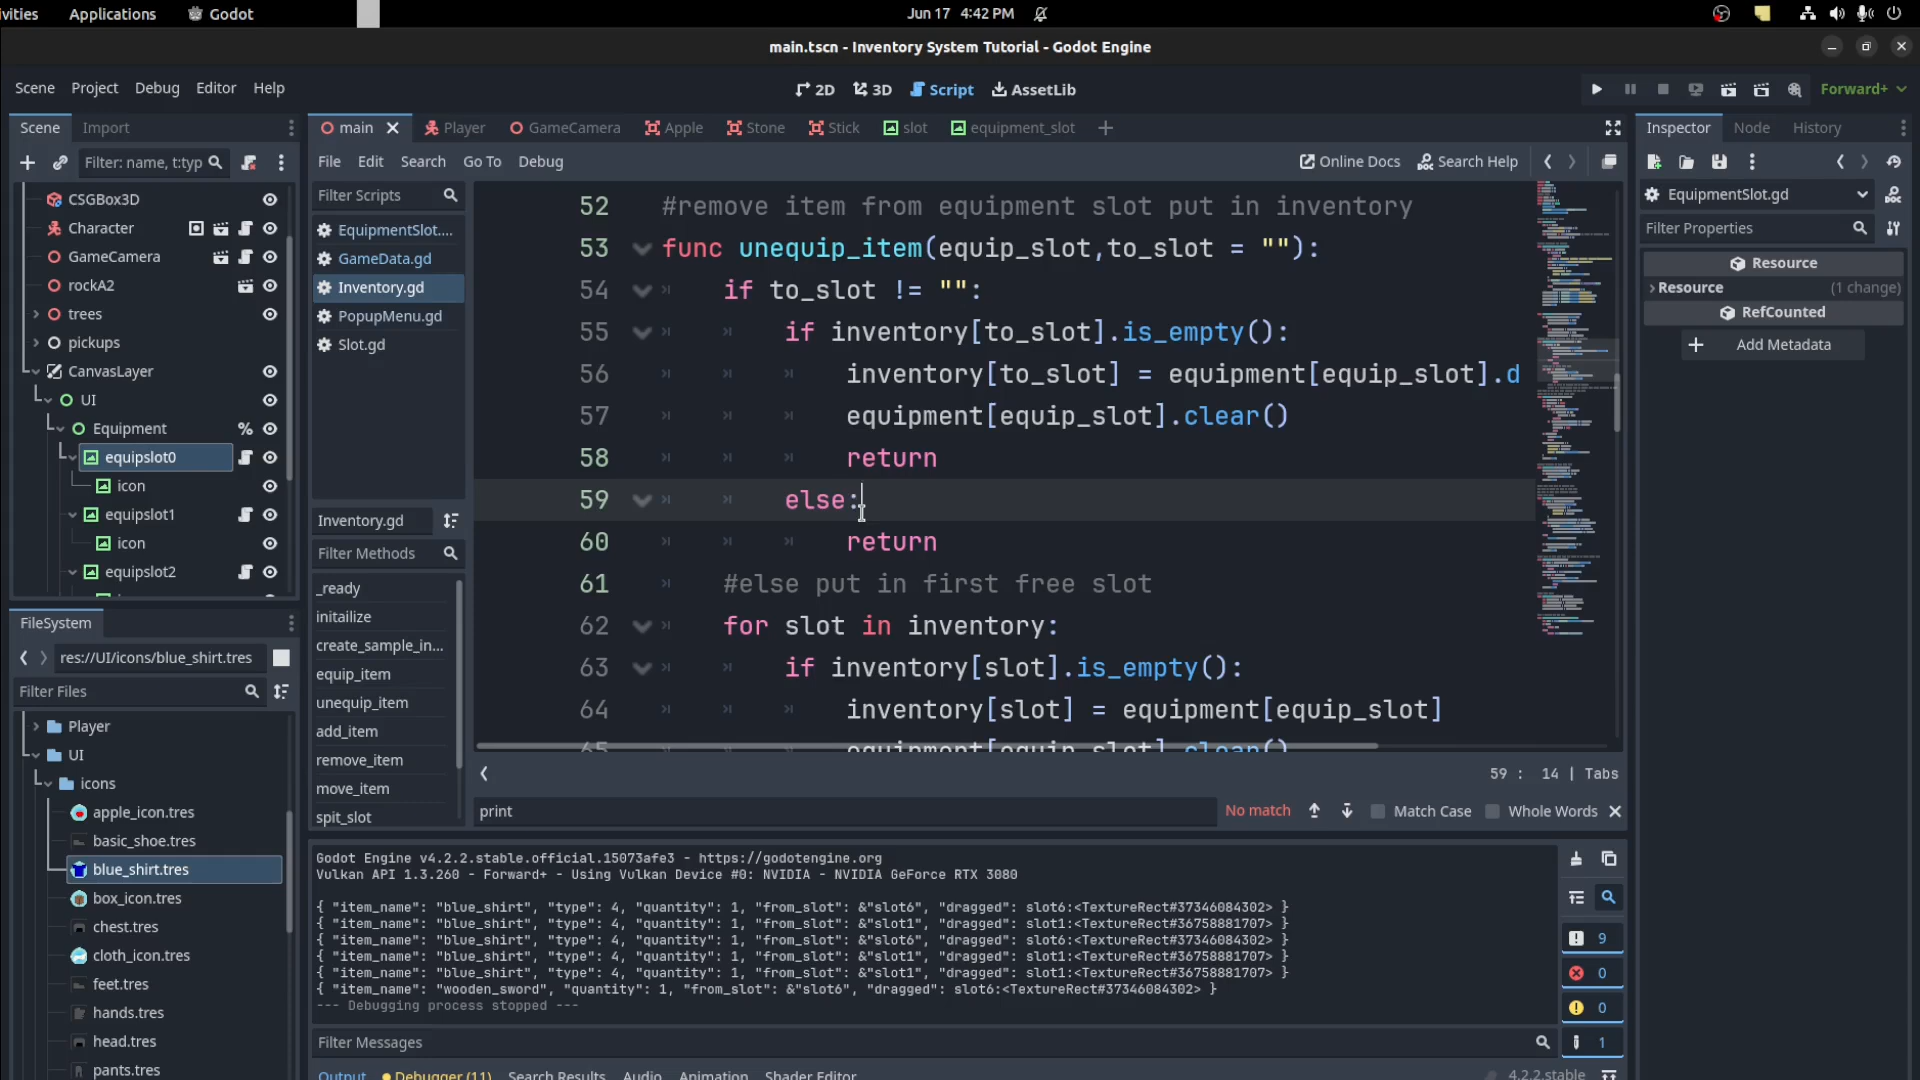 ivities Applications Godot Jun 17 4:42 PM
main.tscn - Inventory System Tutorial - Godot Engine
Scene Project Debug Editor Help 2D 3D Script AssetLib Forward+
Scene Import
Filter: name, t:typ
CSGBox3D
Character
GameCamera
rockA2
trees
pickups
CanvasLayer
UI
Equipment %
equipslot0
icon
equipslot1
icon
equipslot2
FileSystem
res://UI/icons/blue_shirt.tres
Filter Files
Player
UI
icons
apple_icon.tres
basic_shoe.tres
blue_shirt.tres
box_icon.tres
chest.tres
cloth_icon.tres
feet.tres
hands.tres
head.tres
pants.tres
main Player GameCamera Apple Stone Stick slot equipment_slot
File Edit Search Go To Debug Online Docs Search Help
Filter Scripts
EquipmentSlot....
GameData.gd
Inventory.gd
PopupMenu.gd
Slot.gd
Inventory.gd
Filter Methods
_ready
initailize
create_sample_in...
equip_item
unequip_item
add_item
remove_item
move_item
spit_slot
52 #remove item from equipment slot put in inventory
53 func unequip_item(equip_slot,to_slot = ""):
54 if to_slot != "":
55 if inventory[to_slot].is_empty():
56 inventory[to_slot] = equipment[equip_slot].d
57 equipment[equip_slot].clear()
58 return
59 else:
60 return
61 #else put in first free slot
62 for slot in inventory:
63 if inventory[slot].is_empty():
64 inventory[slot] = equipment[equip_slot]
65 equipment[equip_slot].clear()
59 : 14 | Tabs
print No match Match Case Whole Words
Godot Engine v4.2.2.stable.official.15073afe3 - https://godotengine.org
Vulkan API 1.3.260 - Forward+ - Using Vulkan Device #0: NVIDIA - NVIDIA GeForce RTX 3080
{ "item_name": "blue_shirt", "type": 4, "quantity": 1, "from_slot": &"slot6", "dragged": slot6:<TextureRect#37346084302> }
{ "item_name": "blue_shirt", "type": 4, "quantity": 1, "from_slot": &"slot1", "dragged": slot1:<TextureRect#36758881707> }
{ "item_name": "blue_shirt", "type": 4, "quantity": 1, "from_slot": &"slot6", "dragged": slot6:<TextureRect#37346084302> }
{ "item_name": "blue_shirt", "type": 4, "quantity": 1, "from_slot": &"slot1", "dragged": slot1:<TextureRect#36758881707> }
{ "item_name": "blue_shirt", "type": 4, "quantity": 1, "from_slot": &"slot1", "dragged": slot1:<TextureRect#36758881707> }
{ "item_name": "wooden_sword", "quantity": 1, "from_slot": &"slot6", "dragged": slot6:<TextureRect#37346084302> }
--- Debugging process stopped ---
9
0
0
1
Filter Messages
Output Debugger (11) Search Results Audio Animation Shader Editor 4.2.2.stable
Inspector Node History
EquipmentSlot.gd
Filter Properties
Resource
Resource (1 change)
RefCounted
Add Metadata